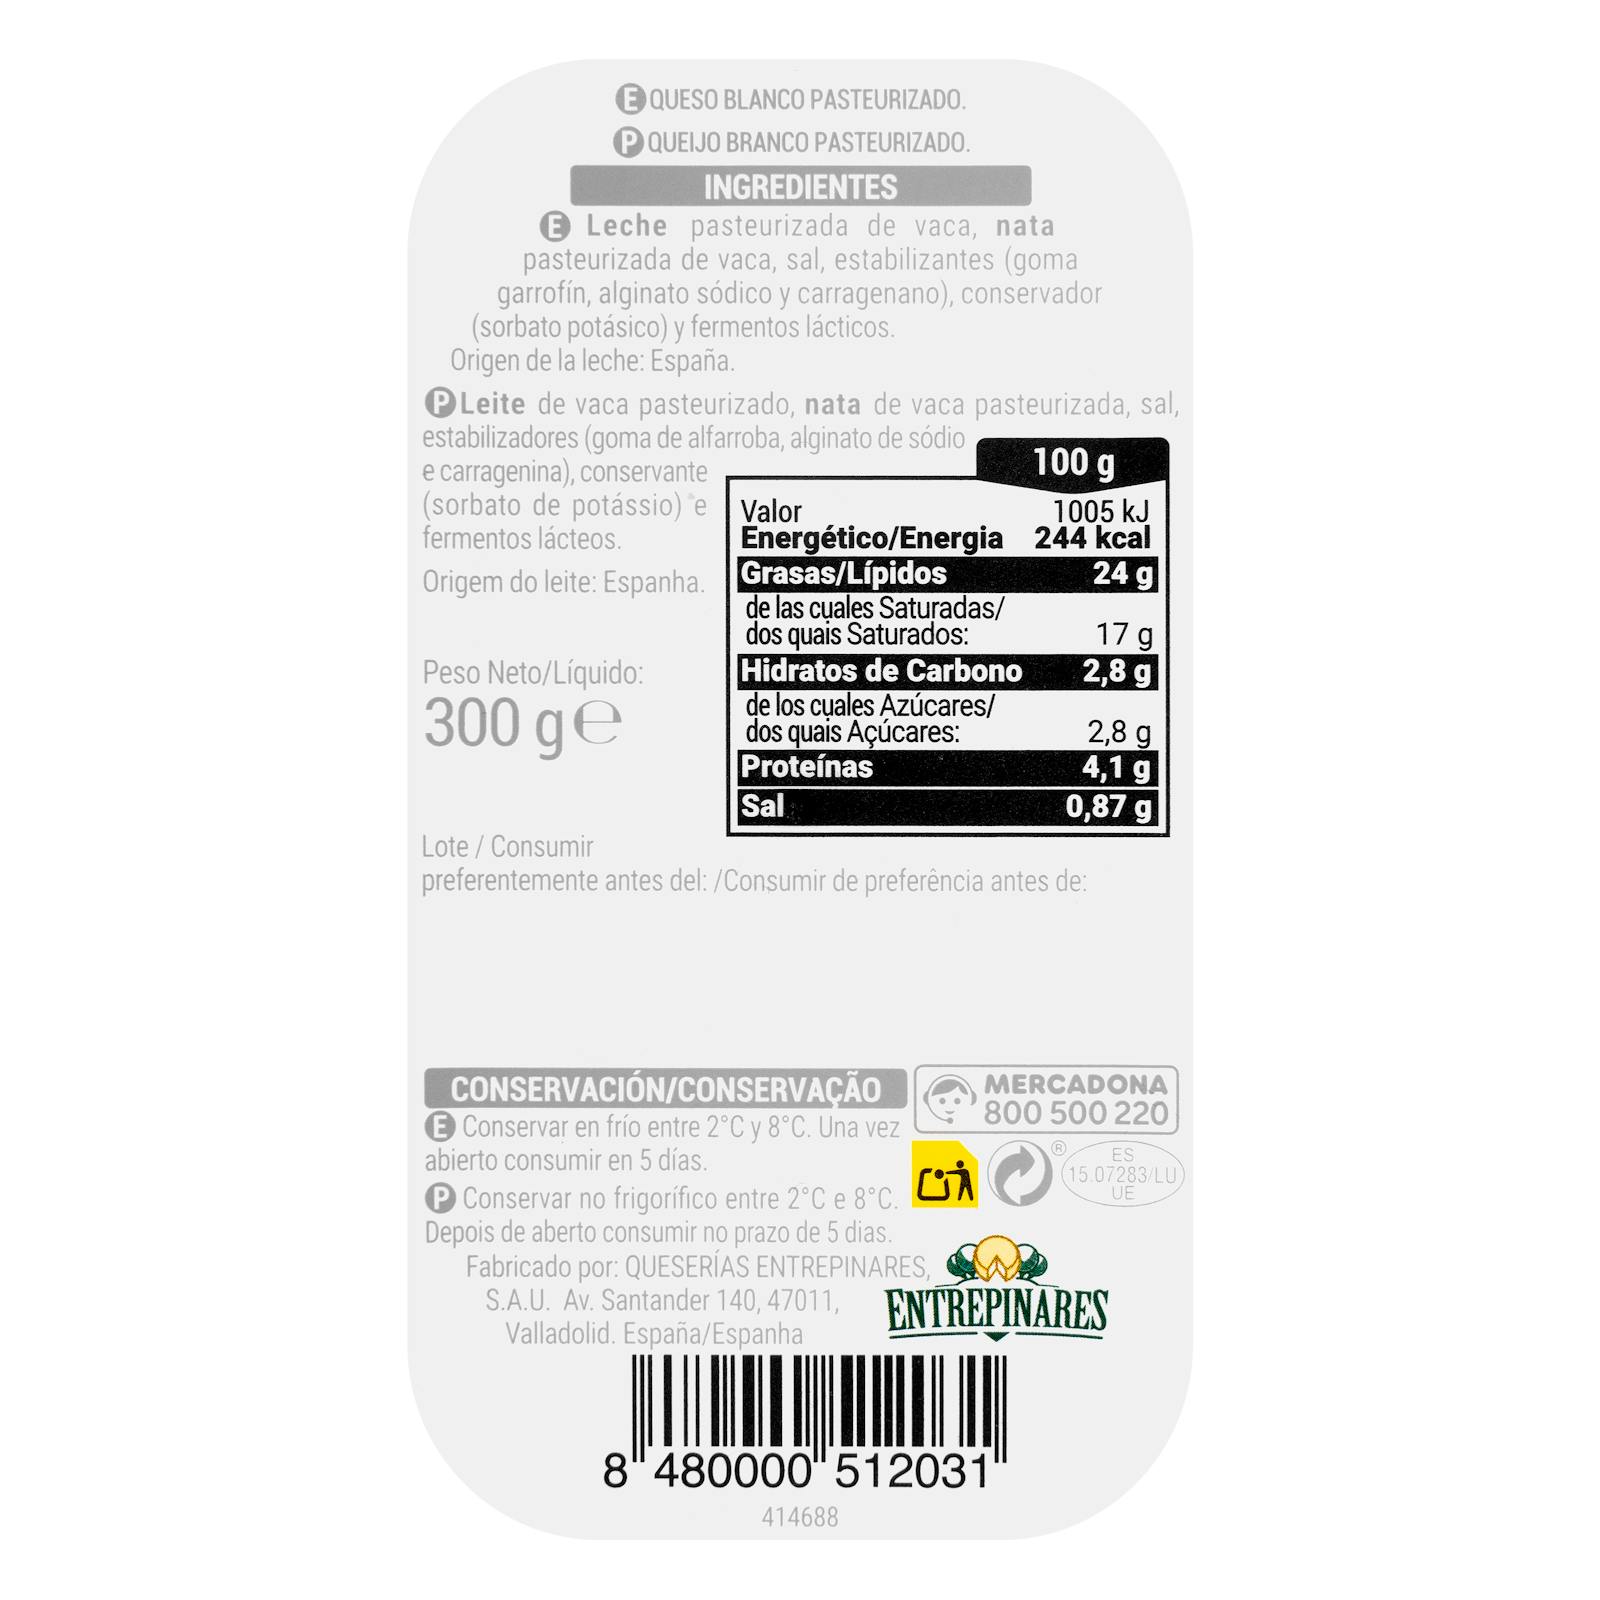 E QUESO BLANCO PASTEURIZADO.
P QUEIJO BRANCO PASTEURIZADO.
INGREDIENTES
E Leche pasteurizada de vaca, nata
pasteurizada de vaca, sal, estabilizantes (goma
garrofín, alginato sódico y carragenano), conservador
(sorbato potásico) y fermentos lácticos.
Origen de la leche: España.
P Leite de vaca pasteurizado, nata de vaca pasteurizada, sal,
estabilizadores (goma de alfarroba, alginato de sódio
e carragenina), conservante
(sorbato de potássio) e
fermentos lácteos.
Origem do leite: Espanha.
Peso Neto/Líquido:
300 g e
100 g
Valor 1005 kJ
Energético/Energia 244 kcal
Grasas/Lípidos 24 g
de las cuales Saturadas/
dos quais Saturados: 17 g
Hidratos de Carbono 2,8 g
de los cuales Azúcares/
dos quais Açúcares: 2,8 g
Proteínas 4,1 g
Sal 0,87 g
Lote / Consumir
preferentemente antes del: /Consumir de preferência antes de:
CONSERVACIÓN/CONSERVAÇÃO
E Conservar en frío entre 2°C y 8°C. Una vez
abierto consumir en 5 días.
P Conservar no frigorífico entre 2°C e 8°C.
Depois de aberto consumir no prazo de 5 dias.
MERCADONA
800 500 220
®
ES
15.07283/LU
UE
Fabricado por: QUESERÍAS ENTREPINARES,
S.A.U. Av. Santander 140, 47011,
Valladolid. España/Espanha
ENTREPINARES
8 480000 512031
414688